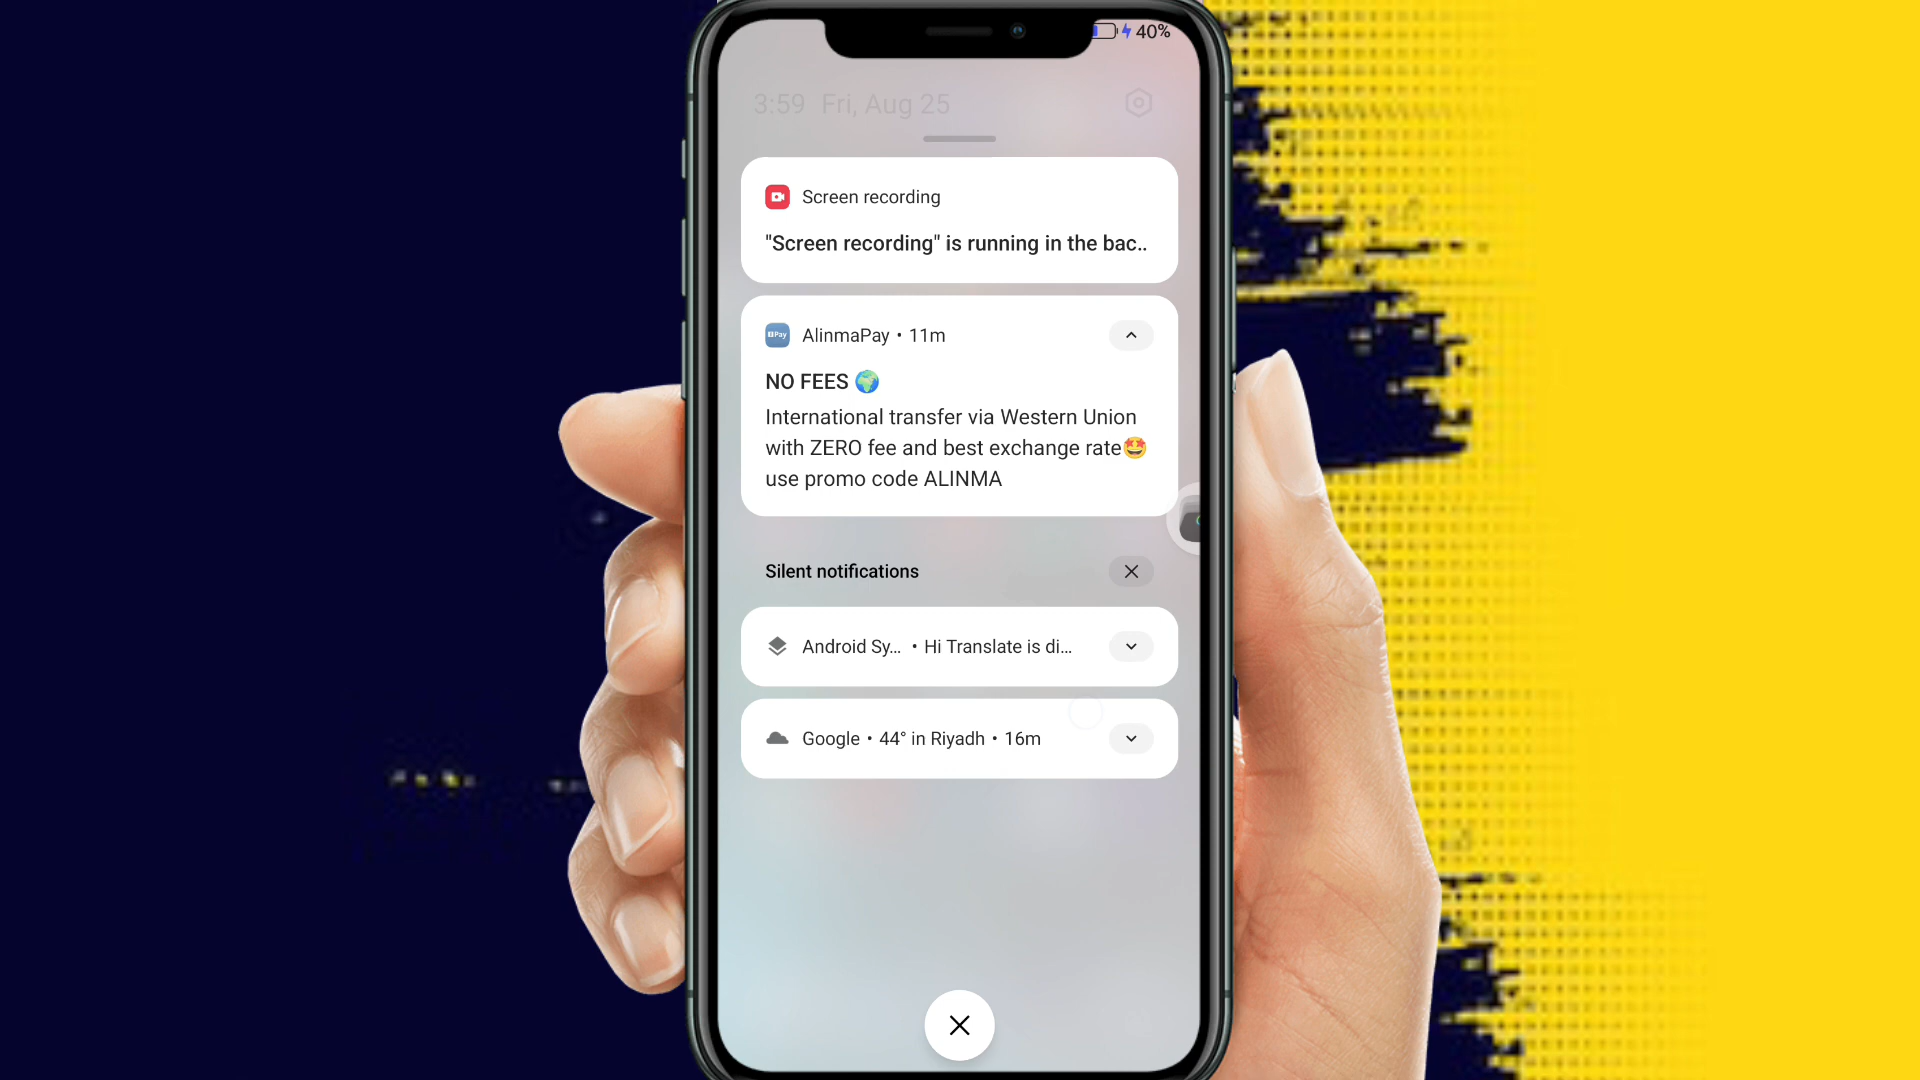 40%
3:59 Fri, Aug 25
Screen recording
"Screen recording" is running in the bac..
Pay
AlinmaPay • 11m
NO FEES 🌍
International transfer via Western Union
with ZERO fee and best exchange rate🤩
use promo code ALINMA
Silent notifications
Android Sy... • Hi Translate is di...
Google • 44° in Riyadh • 16m